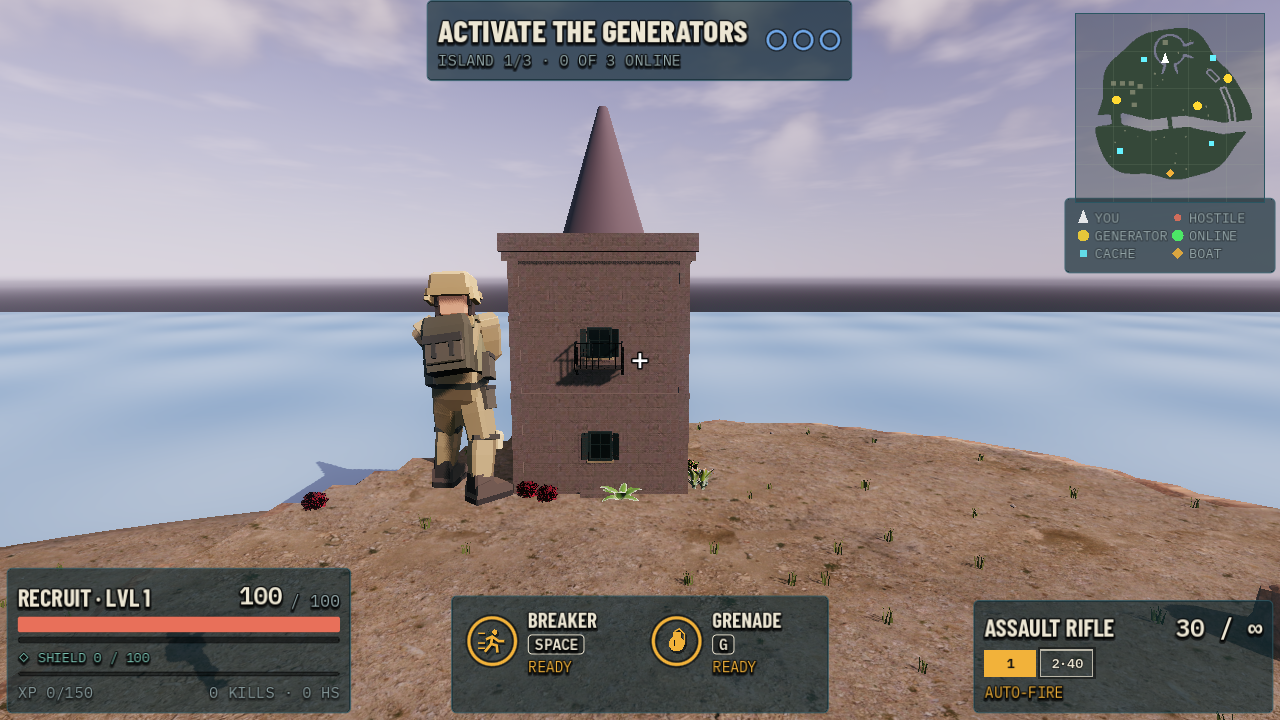 ACTIVATE THE GENERATORS
ISLAND 1/3 · 0 OF 3 ONLINE
YOU
HOSTILE
GENERATOR
ONLINE
CACHE
BOAT
RECRUIT · LVL 1
100 / 100
◇ SHIELD 0 / 100
XP 0/150
0 KILLS · 0 HS
BREAKER
SPACE
READY
GRENADE
G
READY
ASSAULT RIFLE
30 / ∞
1
2·40
AUTO-FIRE